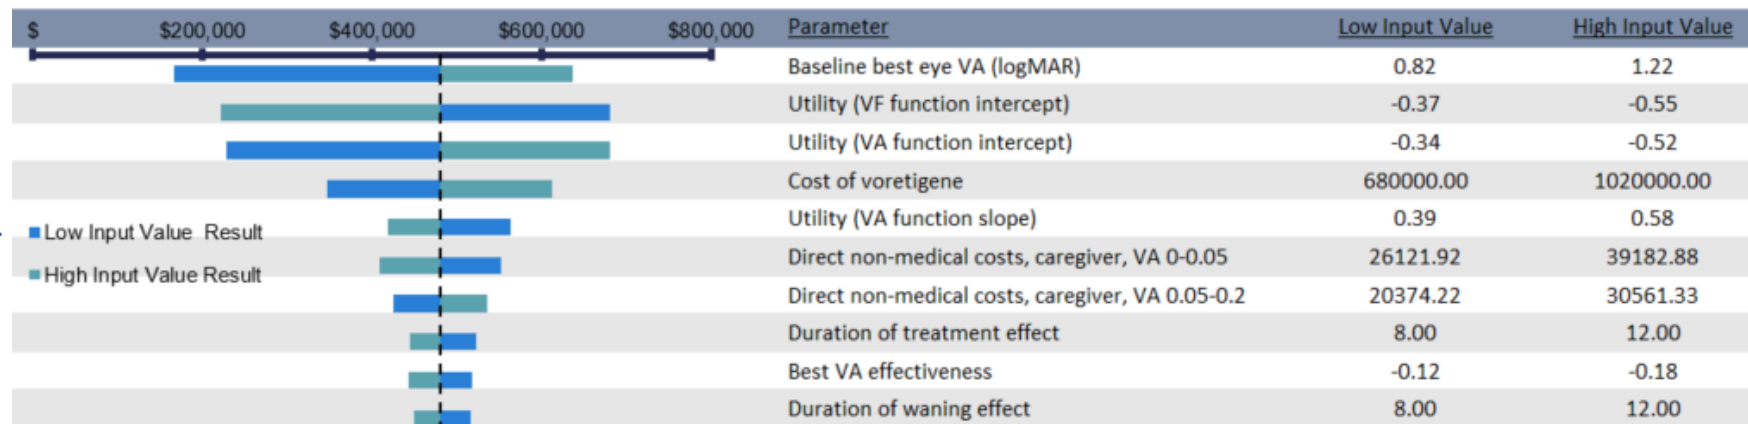 $ $200,000 $400,000 $600,000 $800,000 Parameter Low Input Value High Input Value
Baseline best eye VA (logMAR) 0.82 1.22
Utility (VF function intercept) -0.37 -0.55
Utility (VA function intercept) -0.34 -0.52
Cost of voretigene 680000.00 1020000.00
Utility (VA function slope) 0.39 0.58
Low Input Value Result
Direct non-medical costs, caregiver, VA 0-0.05 26121.92 39182.88
High Input Value Result
Direct non-medical costs, caregiver, VA 0.05-0.2 20374.22 30561.33
Duration of treatment effect 8.00 12.00
Best VA effectiveness -0.12 -0.18
Duration of waning effect 8.00 12.00